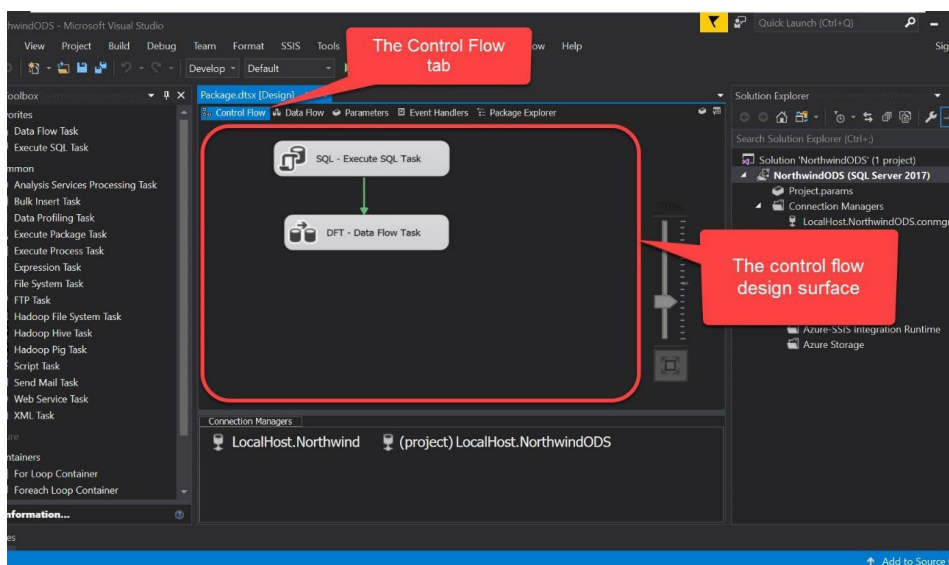 hwindODS - Microsoft Visual Studio
Quick Launch (Ctrl+Q)
View Project Build Debug Team Format SSIS Tools ow Help
Sig
Develop Default
The Control Flow
tab
oolbox
Package.dtsx [Design]
Control Flow Data Flow Parameters Event Handlers Package Explorer
orites
Data Flow Task
Execute SQL Task
mmon
Analysis Services Processing Task
Bulk Insert Task
Data Profiling Task
Execute Package Task
Execute Process Task
Expression Task
File System Task
FTP Task
Hadoop File System Task
Hadoop Hive Task
Hadoop Pig Task
Script Task
Send Mail Task
Web Service Task
XML Task
ure
ntainers
For Loop Container
Foreach Loop Container
nformation...
es
SQL - Execute SQL Task
DFT - Data Flow Task
The control flow
design surface
Connection Managers
LocalHost.Northwind (project) LocalHost.NorthwindODS
Solution Explorer
Search Solution Explorer (Ctrl+;)
Solution 'NorthwindODS' (1 project)
NorthwindODS (SQL Server 2017)
Project.params
Connection Managers
LocalHost.NorthwindODS.conmgr
Azure-SSIS Integration Runtime
Azure Storage
Add to Source